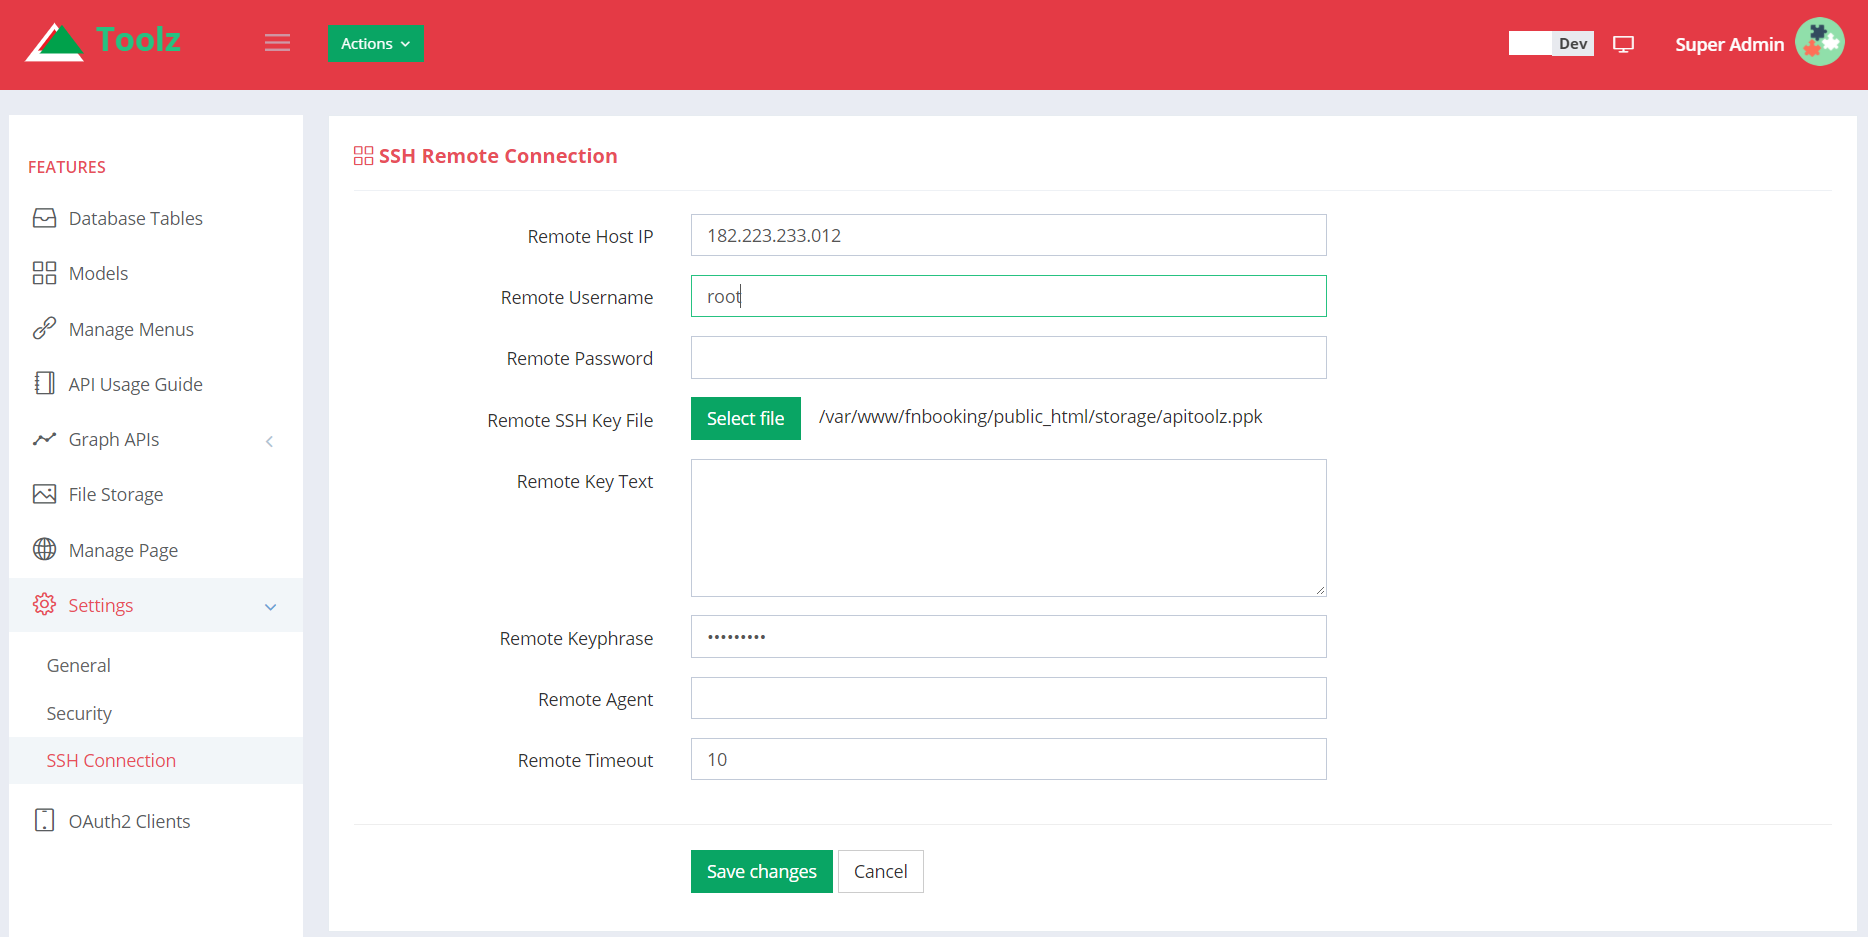 Toolz
Actions
Dev
Super Admin
FEATURES
Database Tables
Models
Manage Menus
API Usage Guide
Graph APIs
File Storage
Manage Page
Settings
General
Security
SSH Connection
OAuth2 Clients
SSH Remote Connection
Remote Host IP 182.223.233.012
Remote Username root
Remote Password
Remote SSH Key File Select file /var/www/fnbooking/public_html/storage/apitoolz.ppk
Remote Key Text
Remote Keyphrase •••••••••
Remote Agent
Remote Timeout 10
Save changes Cancel